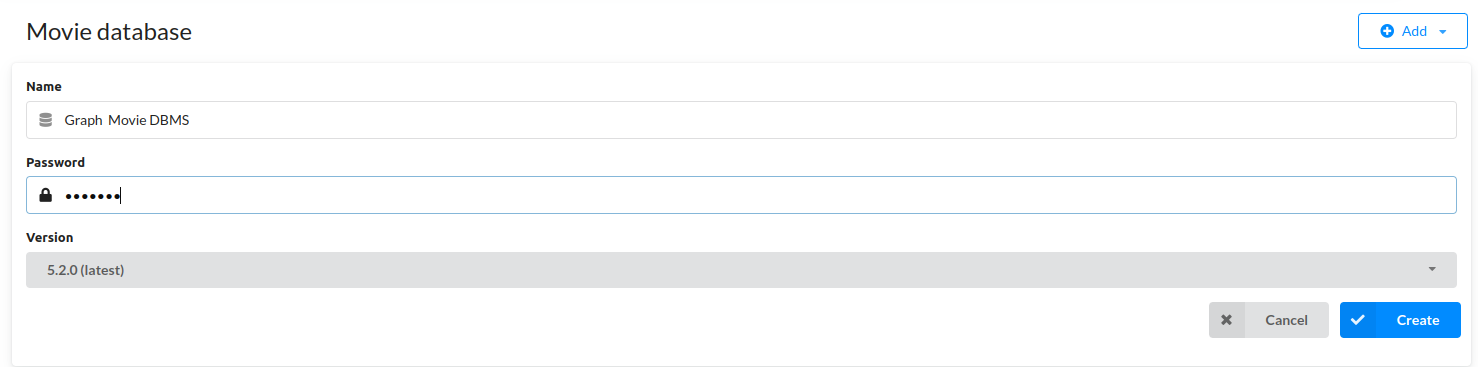 Movie database
Add
Name
Graph  Movie DBMS
Password
•••••••
Version
5.2.0 (latest)
Cancel
Create